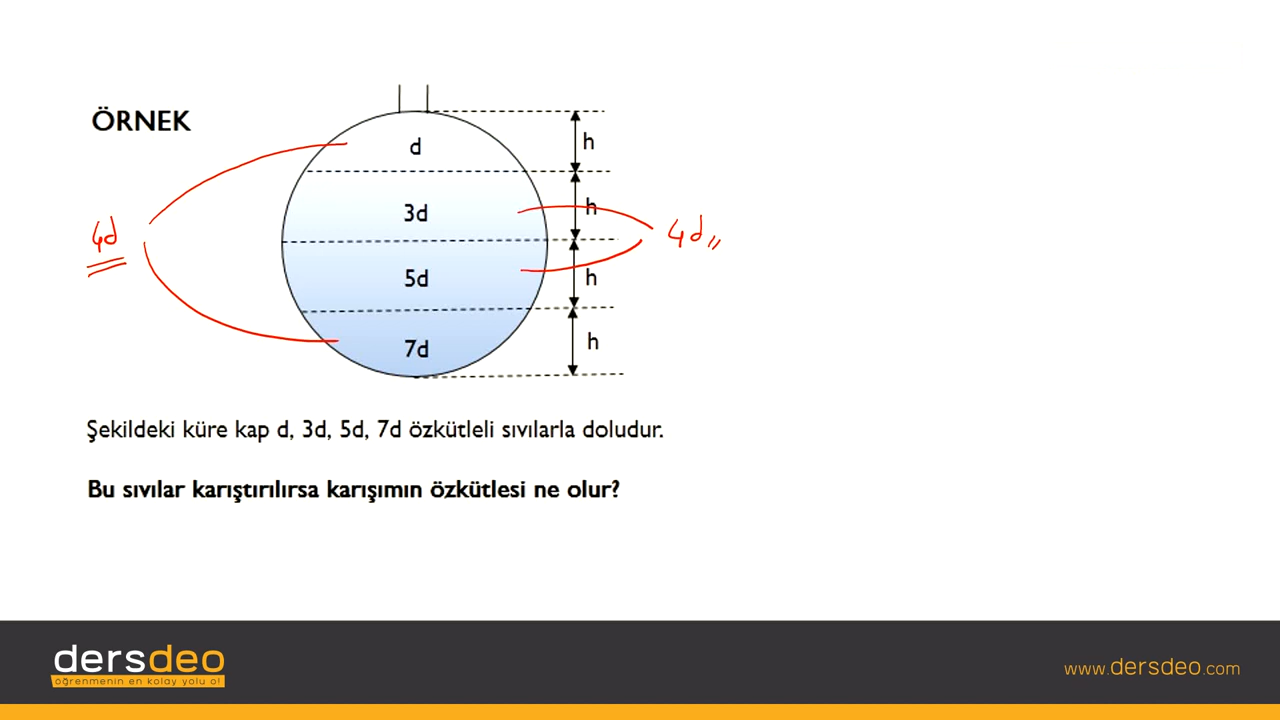 ÖRNEK
d
h
3d
h
4d
4d
5d
h
7d
h
Şekildeki küre kap d, 3d, 5d, 7d özkütleli sıvılarla doludur.
Bu sıvılar karıştırılırsa karışımın özkütlesi ne olur?
dersdeo
öğrenmenin en kolay yolu o!
www.dersdeo.com